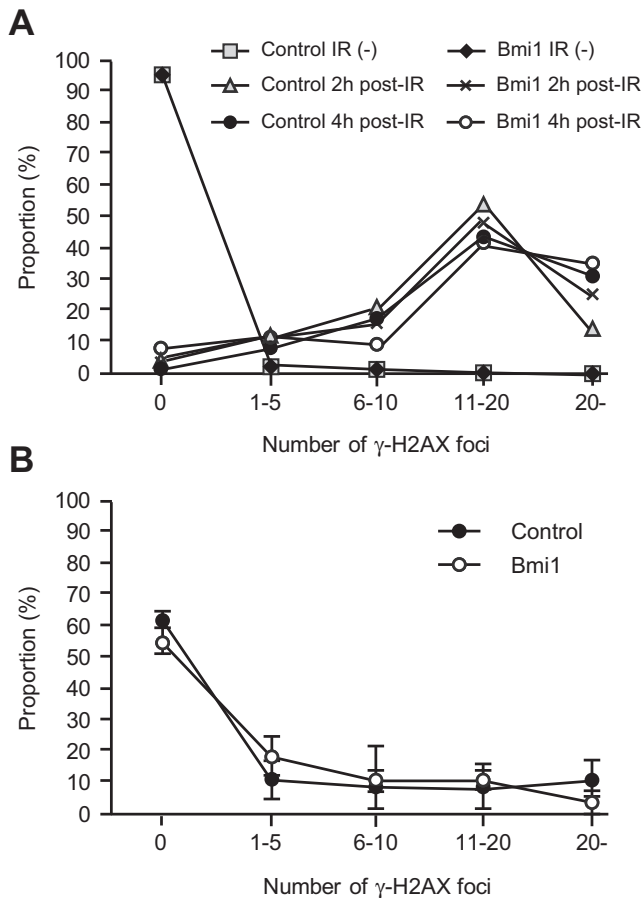 A
Control IR (-)
Bmi1 IR (-)
Control 2h post-IR
Bmi1 2h post-IR
Control 4h post-IR
Bmi1 4h post-IR
Proportion (%)
100
90
80
70
60
50
40
30
20
10
0
0 1-5 6-10 11-20 20-
Number of γ-H2AX foci
B
Control
Bmi1
Proportion (%)
100
90
80
70
60
50
40
30
20
10
0
0 1-5 6-10 11-20 20-
Number of γ-H2AX foci